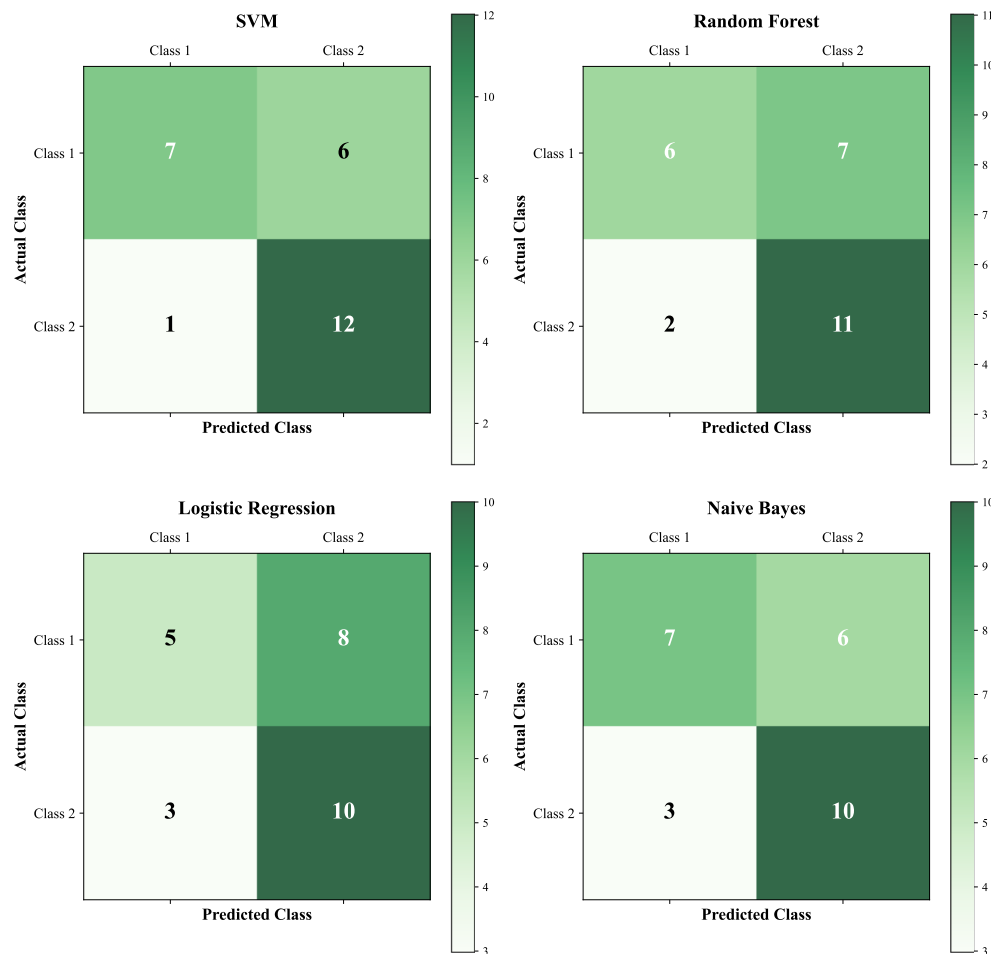 SVM
Class 1 Class 2
Class 1 7 6
Class 2 1 12
Actual Class
Predicted Class
12
10
8
6
4
2
Random Forest
Class 1 Class 2
Class 1 6 7
Class 2 2 11
Actual Class
Predicted Class
11
10
9
8
7
6
5
4
3
2
Logistic Regression
Class 1 Class 2
Class 1 5 8
Class 2 3 10
Actual Class
Predicted Class
10
9
8
7
6
5
4
3
Naive Bayes
Class 1 Class 2
Class 1 7 6
Class 2 3 10
Actual Class
Predicted Class
10
9
8
7
6
5
4
3